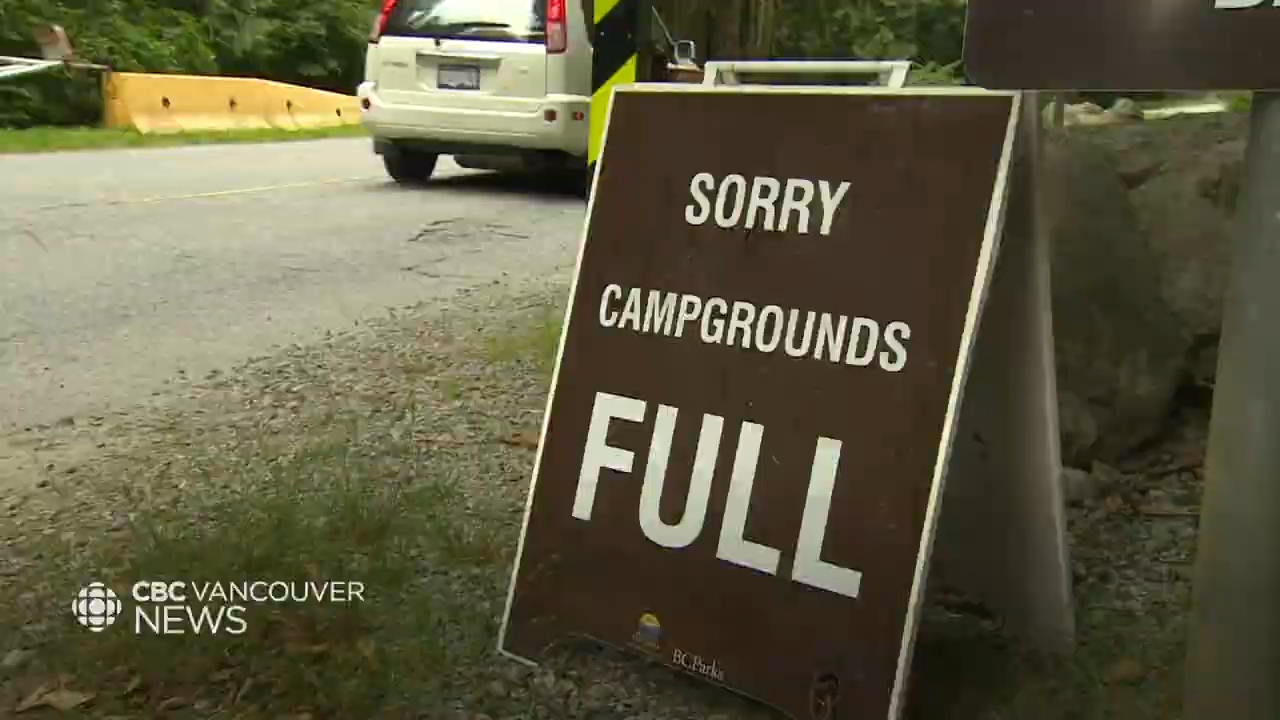 SORRY
CAMPGROUNDS
FULL
BC Parks
CBC VANCOUVER
NEWS